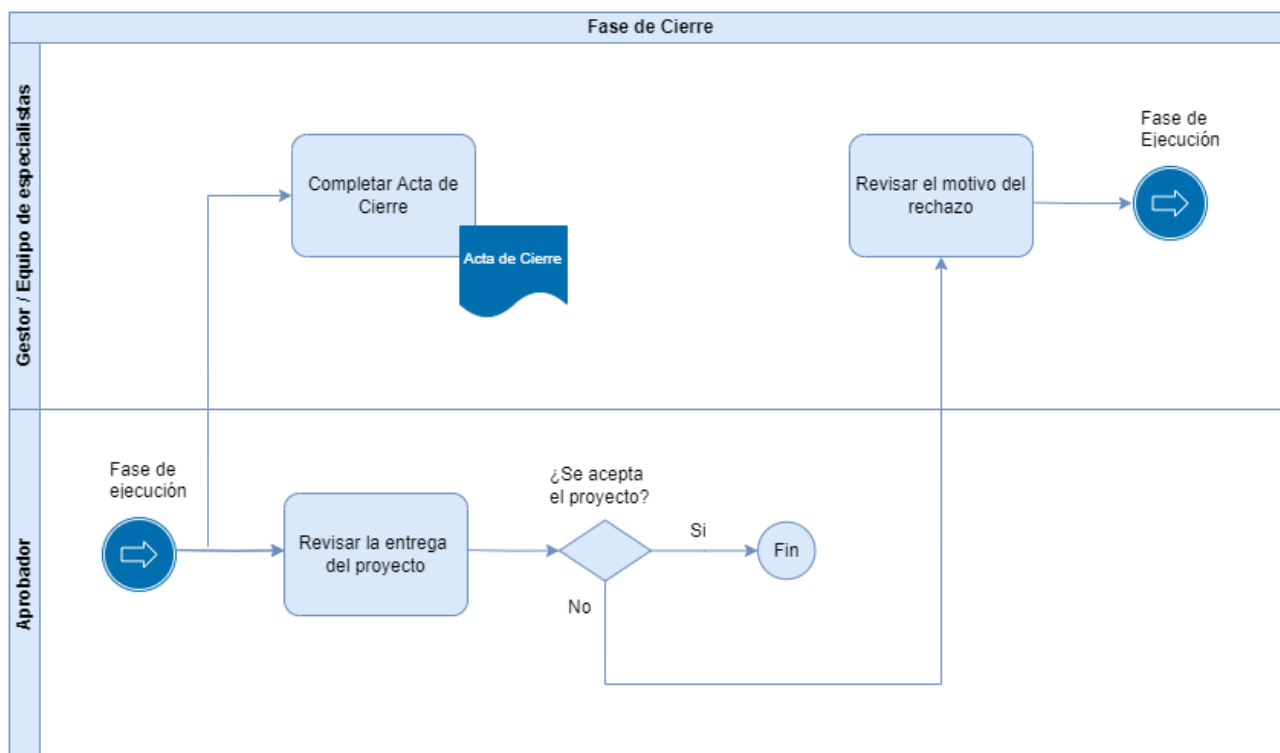 Fase de Cierre
Gestor / Equipo de especialistas
Completar Acta de
Cierre
Acta de Cierre
Revisar el motivo del
rechazo
Fase de
Ejecución
Aprobador
Fase de
ejecución
Revisar la entrega
del proyecto
¿Se acepta
el proyecto?
Si
No
Fin